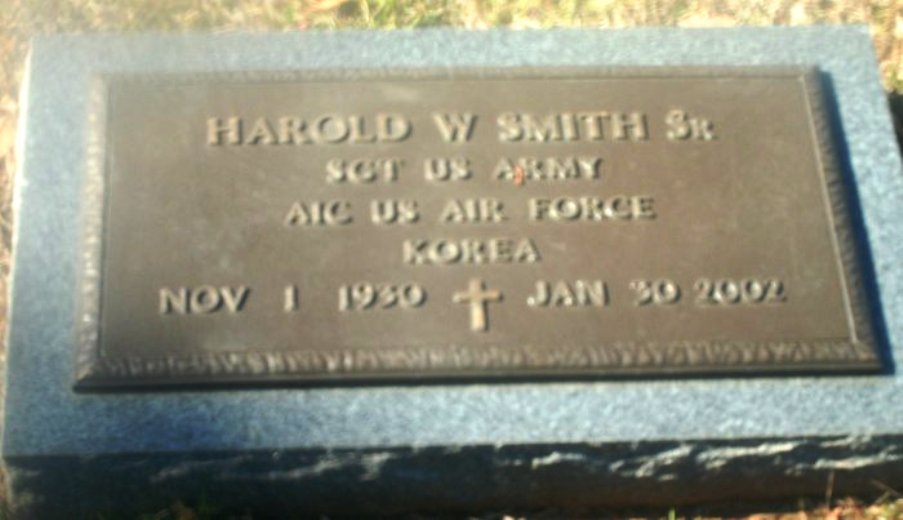 HAROLD W SMITH SR
SGT US ARMY
A1C US AIR FORCE
KOREA
NOV 1 1930 JAN 30 2002